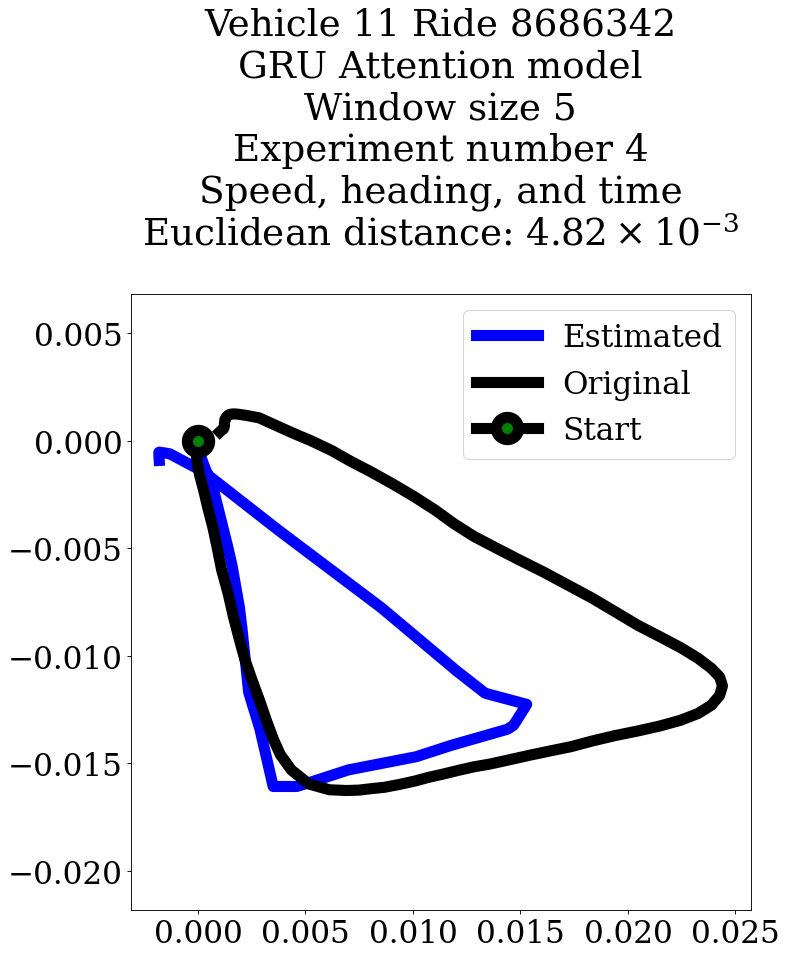 Vehicle 11 Ride 8686342
GRU Attention model
Window size 5
Experiment number 4
Speed, heading, and time
Euclidean distance: 4.82 × 10⁻³
Estimated
Original
Start
0.005
0.000
−0.005
−0.010
−0.015
−0.020
0.000 0.005 0.010 0.015 0.020 0.025